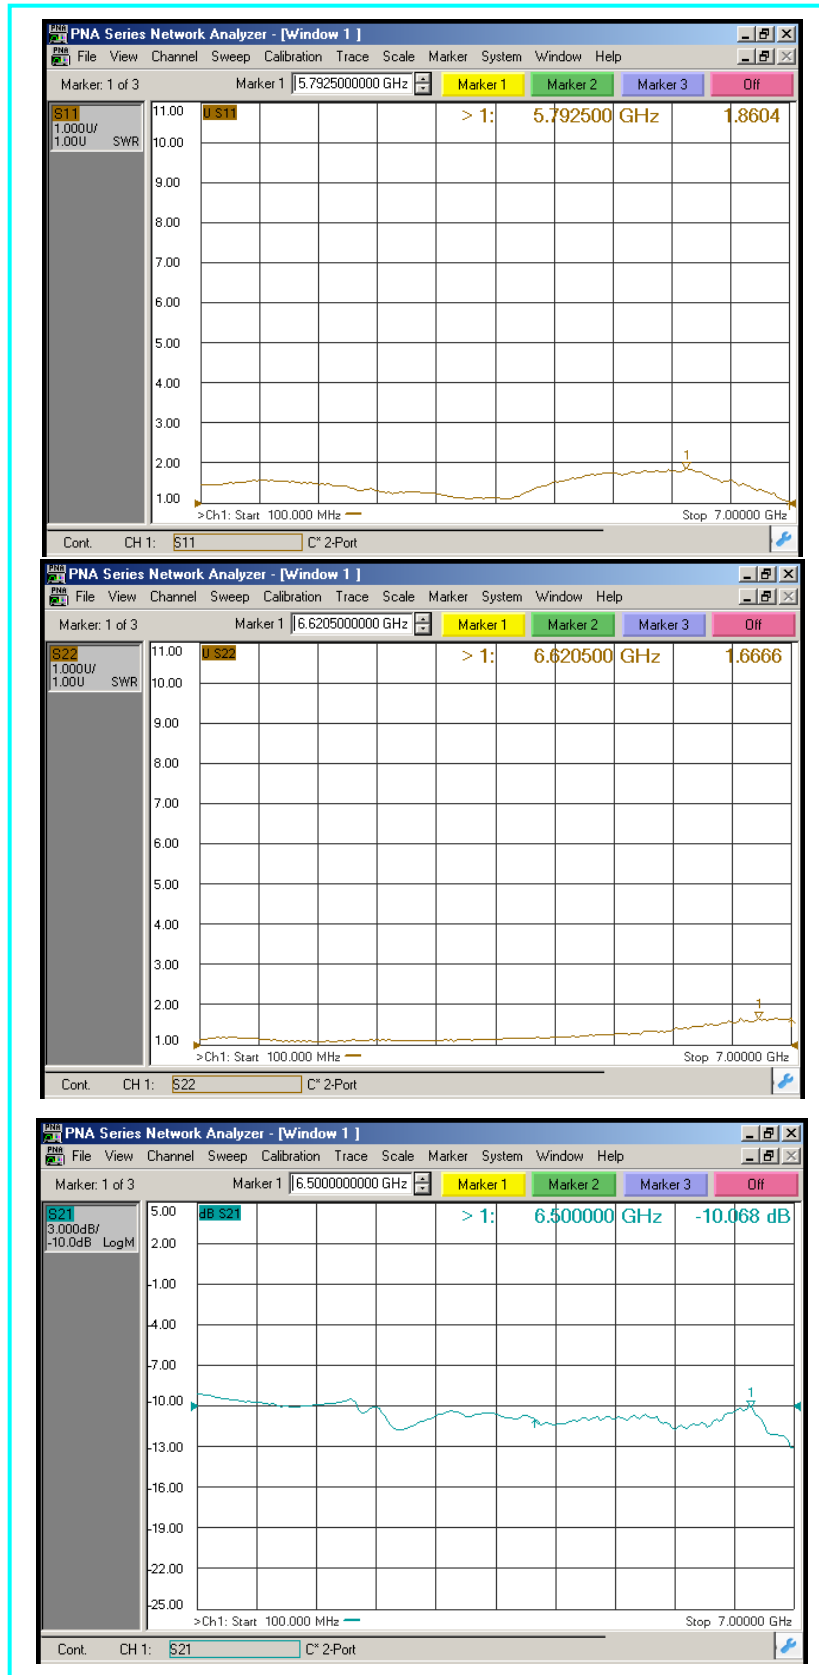 PNA Series Network Analyzer - [Window 1 ]
File View Channel Sweep Calibration Trace Scale Marker System Window Help
Marker: 1 of 3 Marker 1 5.7925000000 GHz Marker 1 Marker 2 Marker 3 Off
S11
1.000U/
1.00U SWR
U S11
> 1: 5.792500 GHz 1.8604
11.00
10.00
9.00
8.00
7.00
6.00
5.00
4.00
3.00
2.00
1.00
1
>Ch1: Start 100.000 MHz Stop 7.00000 GHz
Cont. CH 1: S11 C* 2-Port
PNA Series Network Analyzer - [Window 1 ]
File View Channel Sweep Calibration Trace Scale Marker System Window Help
Marker: 1 of 3 Marker 1 6.6205000000 GHz Marker 1 Marker 2 Marker 3 Off
S22
1.000U/
1.00U SWR
U S22
> 1: 6.620500 GHz 1.6666
11.00
10.00
9.00
8.00
7.00
6.00
5.00
4.00
3.00
2.00
1.00
1
>Ch1: Start 100.000 MHz Stop 7.00000 GHz
Cont. CH 1: S22 C* 2-Port
PNA Series Network Analyzer - [Window 1 ]
File View Channel Sweep Calibration Trace Scale Marker System Window Help
Marker: 1 of 3 Marker 1 6.5000000000 GHz Marker 1 Marker 2 Marker 3 Off
S21
3.000dB/
-10.0dB LogM
dB S21
> 1: 6.500000 GHz -10.068 dB
5.00
2.00
-1.00
-4.00
-7.00
-10.00
-13.00
-16.00
-19.00
-22.00
-25.00
1
>Ch1: Start 100.000 MHz Stop 7.00000 GHz
Cont. CH 1: S21 C* 2-Port